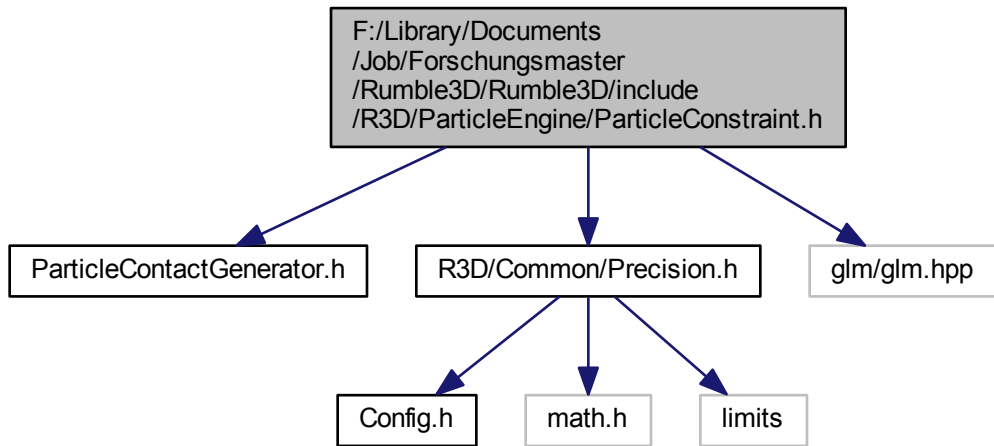 F:/Library/Documents
/Job/Forschungsmaster
/Rumble3D/Rumble3D/include
/R3D/ParticleEngine/ParticleConstraint.h
ParticleContactGenerator.h
R3D/Common/Precision.h
glm/glm.hpp
Config.h
math.h
limits